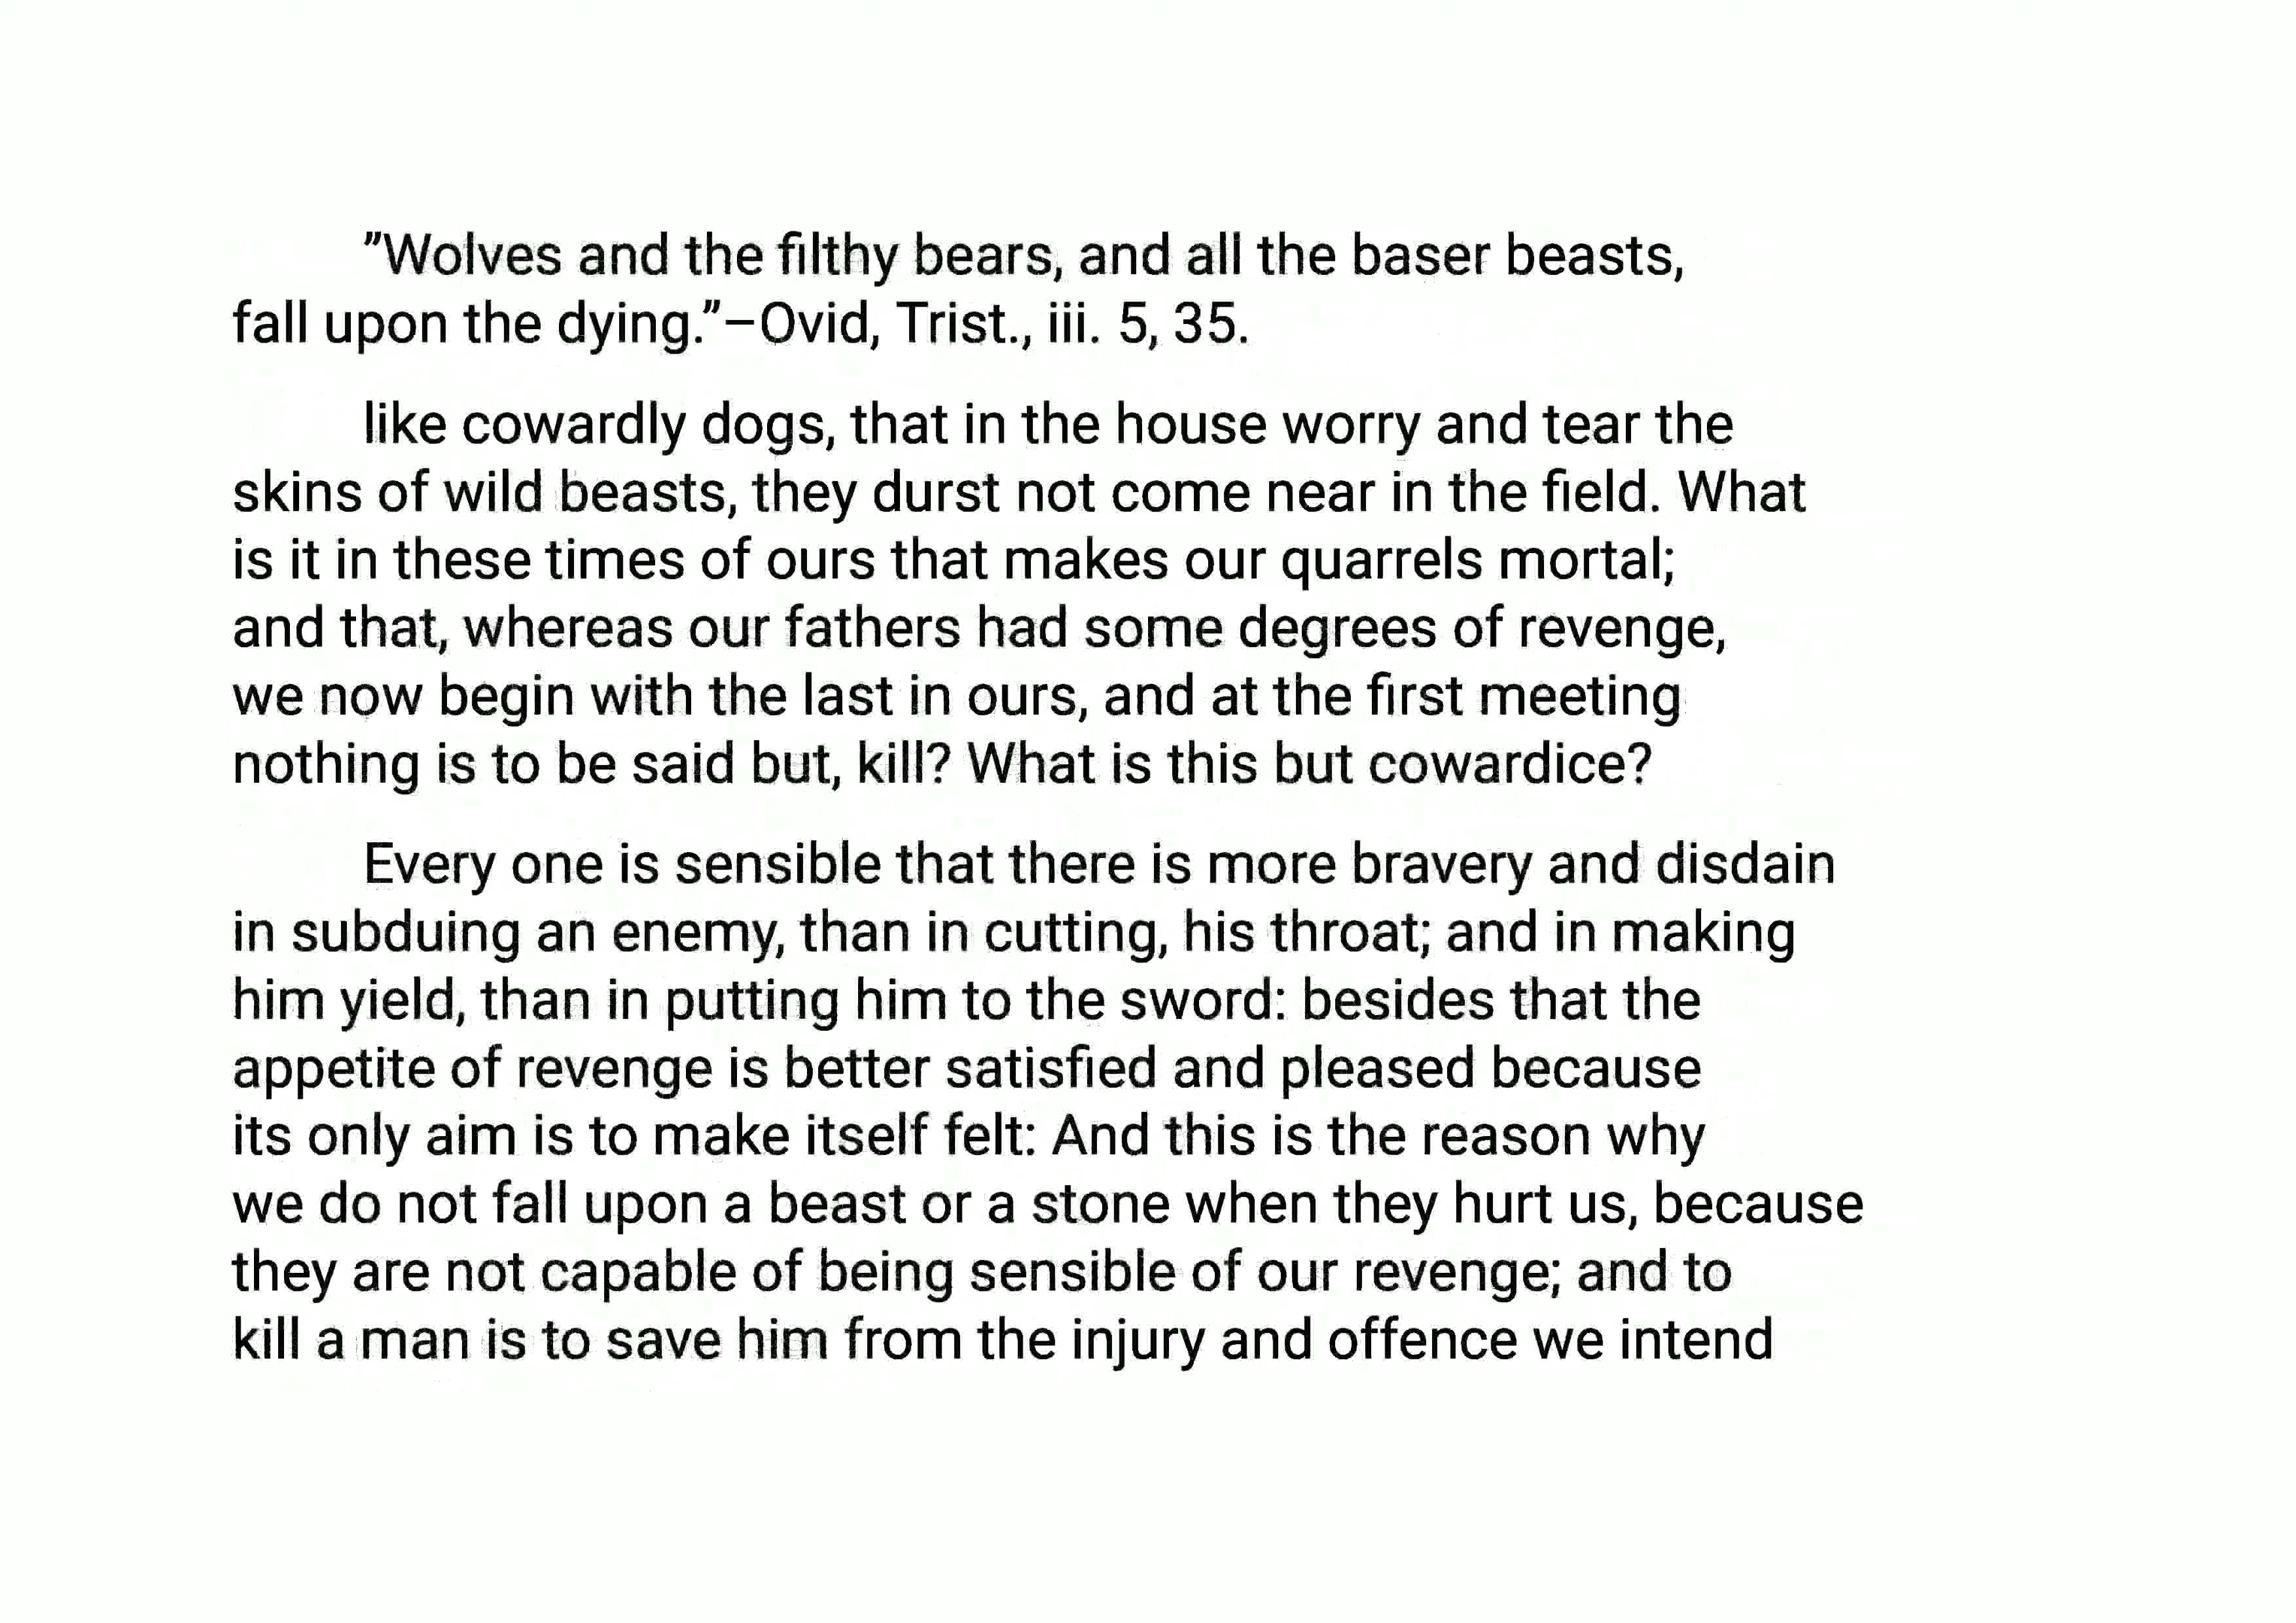 ”Wolves and the filthy bears, and all the baser beasts,
fall upon the dying.”–Ovid, Trist., iii. 5, 35.
like cowardly dogs, that in the house worry and tear the
skins of wild beasts, they durst not come near in the field. What
is it in these times of ours that makes our quarrels mortal;
and that, whereas our fathers had some degrees of revenge,
we now begin with the last in ours, and at the first meeting
nothing is to be said but, kill? What is this but cowardice?
Every one is sensible that there is more bravery and disdain
in subduing an enemy, than in cutting, his throat; and in making
him yield, than in putting him to the sword: besides that the
appetite of revenge is better satisfied and pleased because
its only aim is to make itself felt: And this is the reason why
we do not fall upon a beast or a stone when they hurt us, because
they are not capable of being sensible of our revenge; and to
kill a man is to save him from the injury and offence we intend